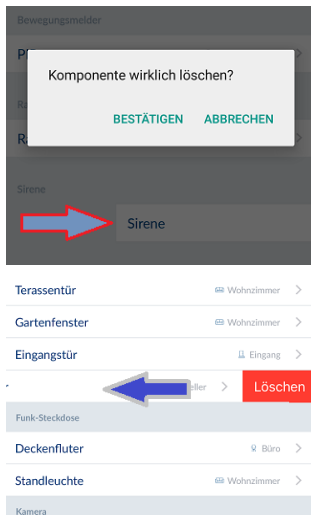 Bewegungsmelder
Komponente wirklich löschen?
BESTÄTIGEN ABBRECHEN
Sirene
Sirene
Terassentür Wohnzimmer
Gartenfenster Wohnzimmer
Eingangstür Eingang
Löschen
Funk-Steckdose
Deckenfluter Büro
Standleuchte Wohnzimmer
Kamera